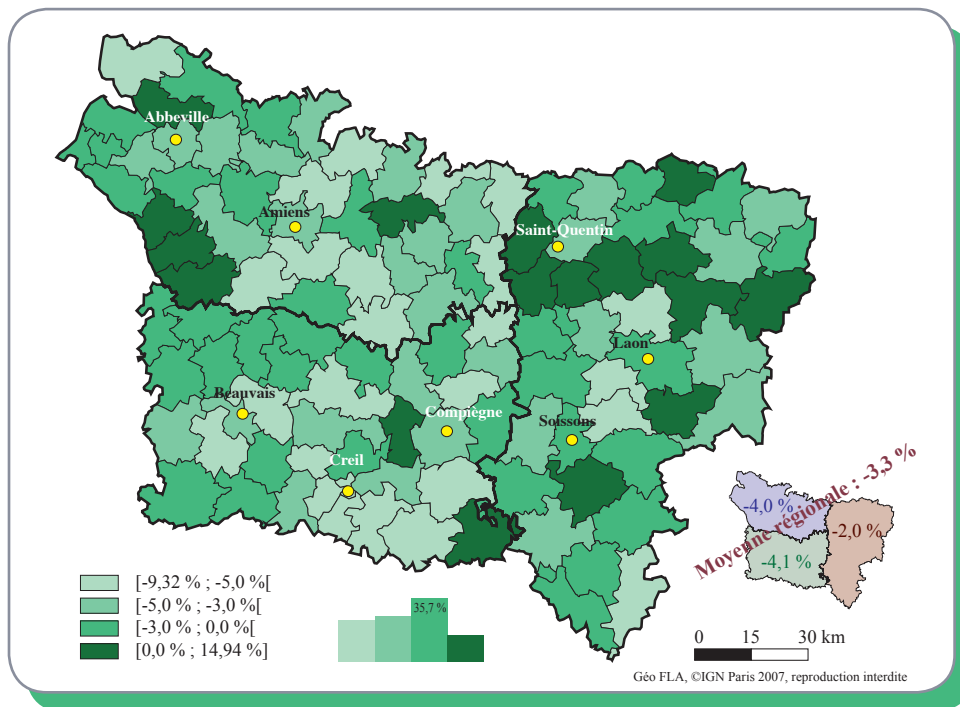 Abbeville
Amiens
Saint-Quentin
Laon
Beauvais
Compiègne
Soissons
Creil
Moyenne régionale : -3,3 %
-4,0 %
-2,0 %
-4,1 %
[-9,32 % ; -5,0 %[
[-5,0 % ; -3,0 %[
[-3,0 % ; 0,0 %[
[0,0 % ; 14,94 %]
35,7 %
0 15 30 km
Géo FLA, ©IGN Paris 2007, reproduction interdite